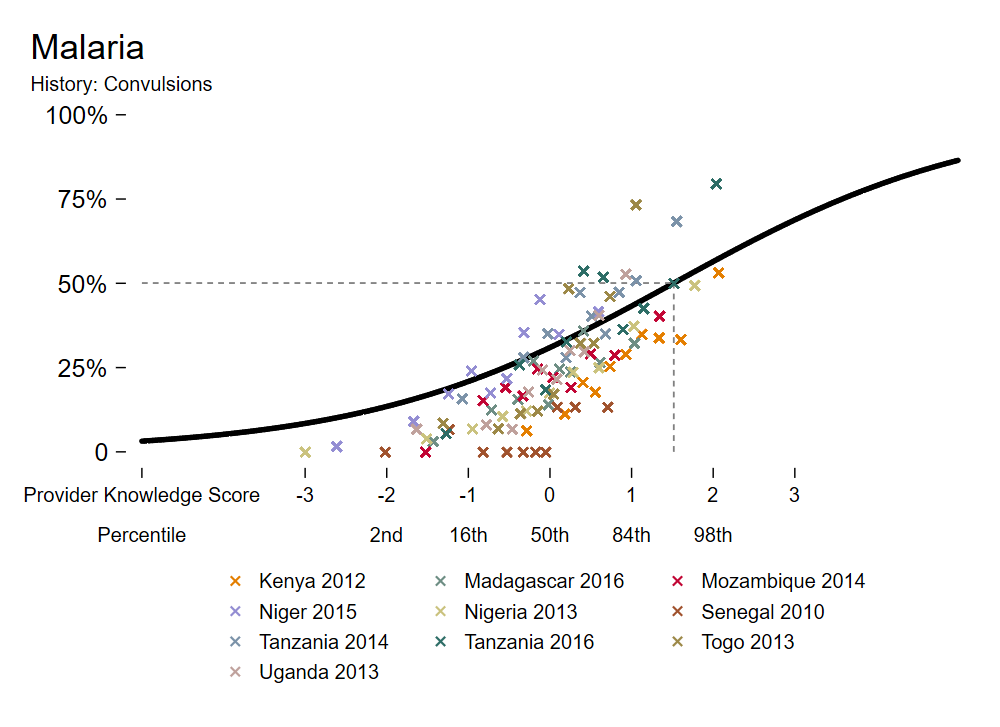 Malaria
History: Convulsions
100%
75%
50%
25%
0
Provider Knowledge Score -3 -2 -1 0 1 2 3
Percentile 2nd 16th 50th 84th 98th
Kenya 2012 Madagascar 2016 Mozambique 2014
Niger 2015 Nigeria 2013 Senegal 2010
Tanzania 2014 Tanzania 2016 Togo 2013
Uganda 2013